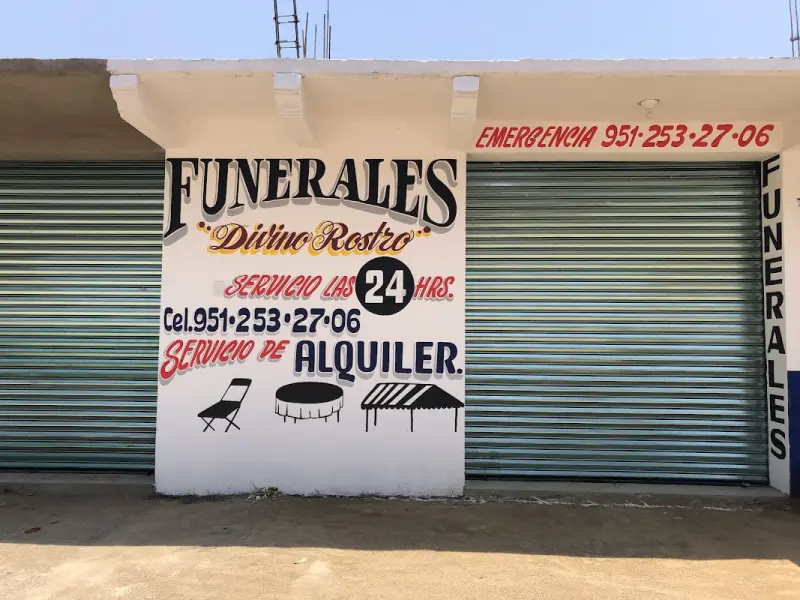 FUNERALES
"Divino Rostro"
SERVICIO LAS 24 HRS.
Cel. 951·253·27·06
SERVICIO DE ALQUILER.
EMERGENCIA 951·253·27·06
FUNERALES